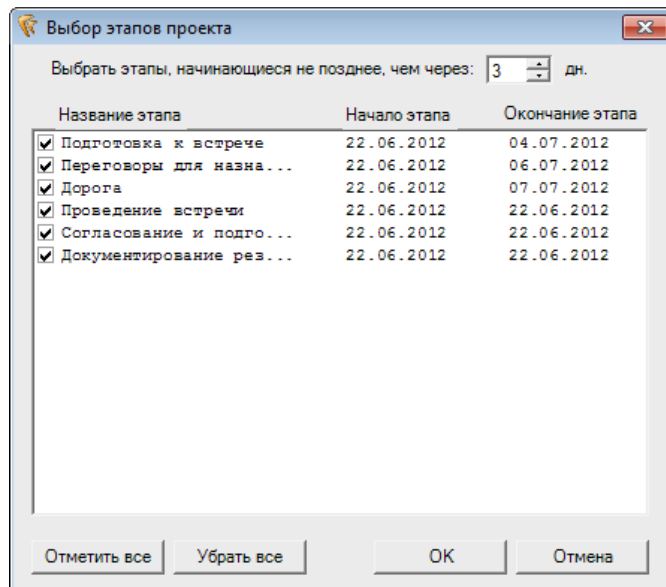 Выбор этапов проекта
Выбрать этапы, начинающиеся не позднее, чем через: 3 дн.
Название этапа Начало этапа Окончание этапа
Подготовка к встрече 22.06.2012 04.07.2012
Переговоры для назна... 22.06.2012 06.07.2012
Дорога 22.06.2012 07.07.2012
Проведение встречи 22.06.2012 22.06.2012
Согласование и подго... 22.06.2012 22.06.2012
Документирование рез... 22.06.2012 22.06.2012
Отметить все Убрать все OK Отмена